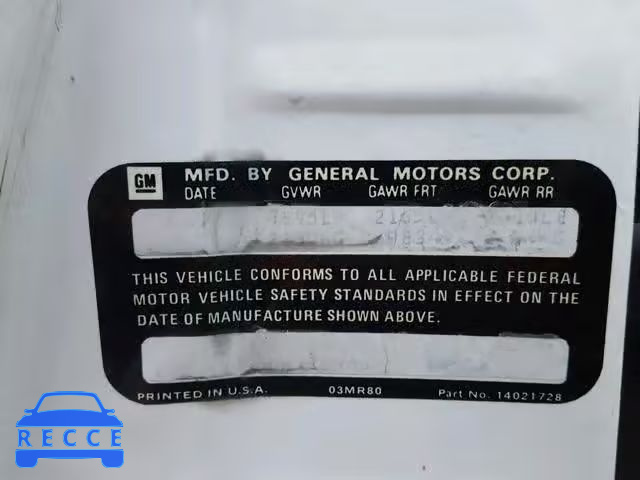 GM MFD. BY GENERAL MOTORS CORP.
DATE GVWR GAWR FRT GAWR RR
THIS VEHICLE CONFORMS TO ALL APPLICABLE FEDERAL
MOTOR VEHICLE SAFETY STANDARDS IN EFFECT ON THE
DATE OF MANUFACTURE SHOWN ABOVE.
PRINTED IN U.S.A. 03MR80 Part No. 14021728
RECCE